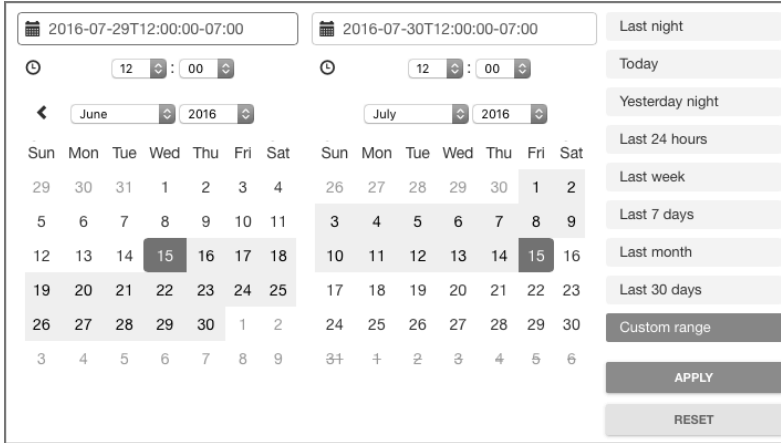 2016-07-29T12:00:00-07:00
12 : 00
June 2016
Sun Mon Tue Wed Thu Fri Sat
29 30 31 1 2 3 4
5 6 7 8 9 10 11
12 13 14 15 16 17 18
19 20 21 22 23 24 25
26 27 28 29 30 1 2
3 4 5 6 7 8 9
2016-07-30T12:00:00-07:00
12 : 00
July 2016
Sun Mon Tue Wed Thu Fri Sat
26 27 28 29 30 1 2
3 4 5 6 7 8 9
10 11 12 13 14 15 16
17 18 19 20 21 22 23
24 25 26 27 28 29 30
31 1 2 3 4 5 6
Last night
Today
Yesterday night
Last 24 hours
Last week
Last 7 days
Last month
Last 30 days
Custom range
APPLY
RESET